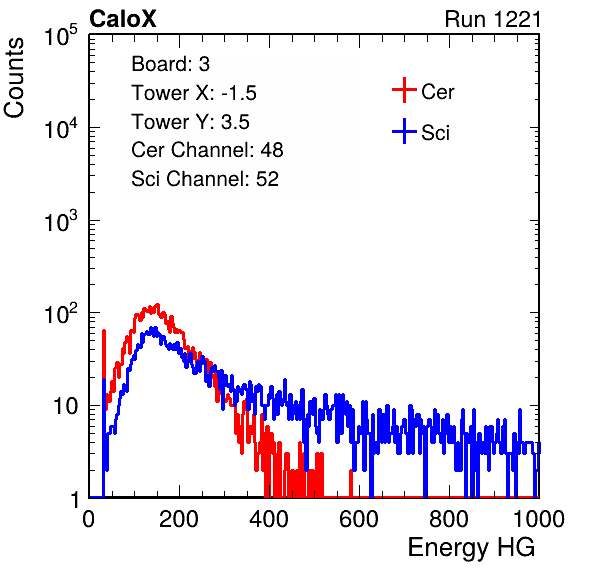 CaloX Run 1221
Counts
10^5
10^4
10^3
10^2
10
1
Board: 3
Tower X: -1.5
Tower Y: 3.5
Cer Channel: 48
Sci Channel: 52
Cer
Sci
0 200 400 600 800 1000
Energy HG